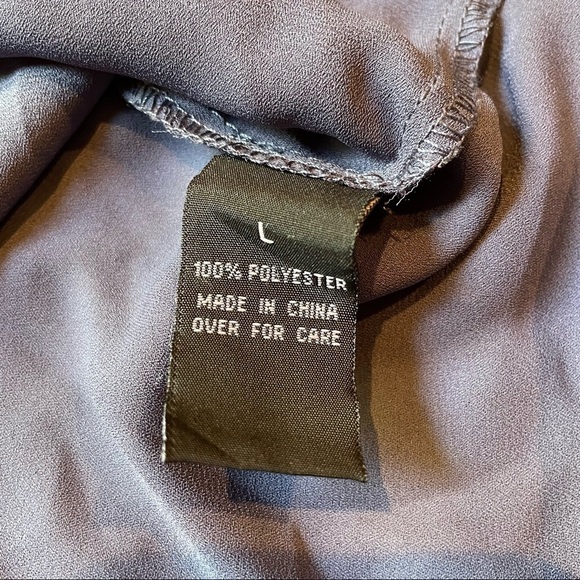 L
100% POLYESTER
MADE IN CHINA
OVER FOR CARE